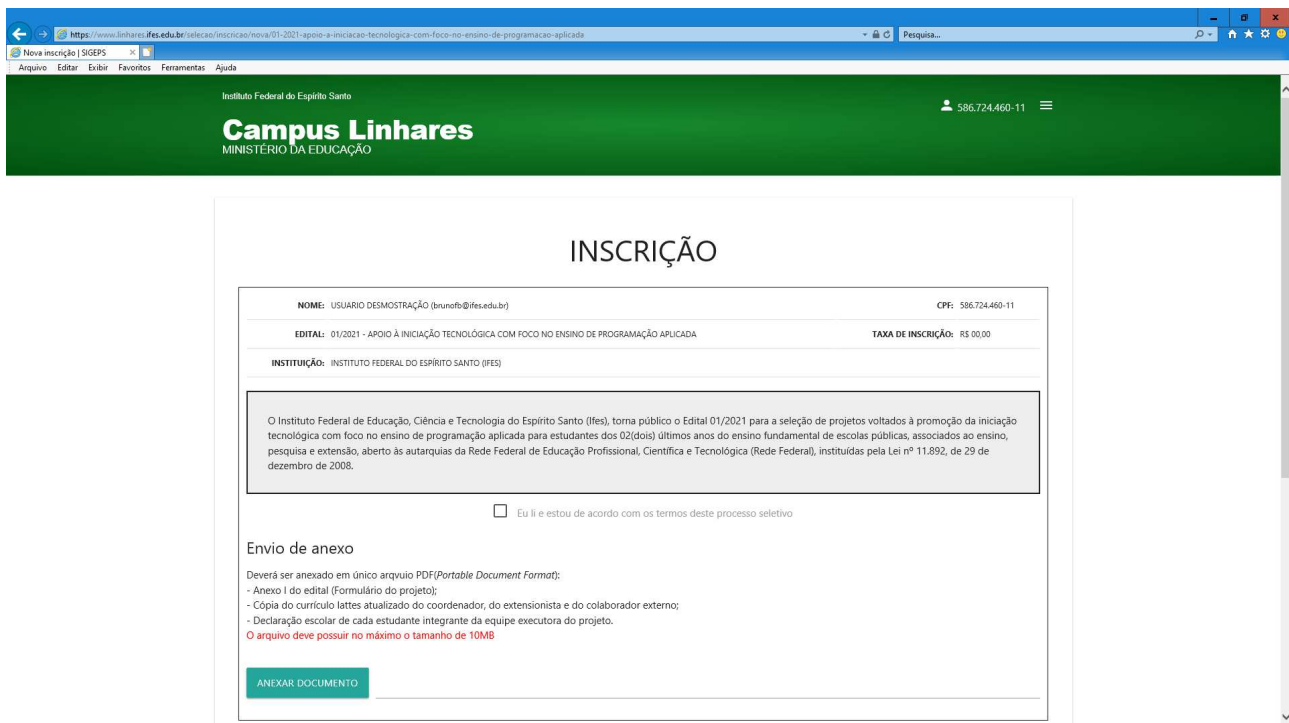 https://www.linhares.ifes.edu.br/selecao/inscricao/nova/01-2021-apoio-a-iniciacao-tecnologica-com-foco-no-ensino-de-programacao-aplicada
Pesquisa...
Nova inscrição | SIGEPS
Arquivo Editar Exibir Favoritos Ferramentas Ajuda
Instituto Federal do Espírito Santo
586.724.460-11
Campus Linhares
MINISTÉRIO DA EDUCAÇÃO
INSCRIÇÃO
NOME: USUARIO DESMOSTRAÇÃO (brunofb@ifes.edu.br) CPF: 586.724.460-11
EDITAL: 01/2021 - APOIO À INICIAÇÃO TECNOLÓGICA COM FOCO NO ENSINO DE PROGRAMAÇÃO APLICADA TAXA DE INSCRIÇÃO: R$ 00,00
INSTITUIÇÃO: INSTITUTO FEDERAL DO ESPÍRITO SANTO (IFES)
O Instituto Federal de Educação, Ciência e Tecnologia do Espírito Santo (Ifes), torna público o Edital 01/2021 para a seleção de projetos voltados à promoção da iniciação
tecnológica com foco no ensino de programação aplicada para estudantes dos 02(dois) últimos anos do ensino fundamental de escolas públicas, associados ao ensino,
pesquisa e extensão, aberto às autarquias da Rede Federal de Educação Profissional, Científica e Tecnológica (Rede Federal), instituídas pela Lei nº 11.892, de 29 de
dezembro de 2008.
Eu li e estou de acordo com os termos deste processo seletivo
Envio de anexo
Deverá ser anexado em único arqvuio PDF(Portable Document Format):
- Anexo I do edital (Formulário do projeto);
- Cópia do currículo lattes atualizado do coordenador, do extensionista e do colaborador externo;
- Declaração escolar de cada estudante integrante da equipe executora do projeto.
O arquivo deve possuir no máximo o tamanho de 10MB
ANEXAR DOCUMENTO